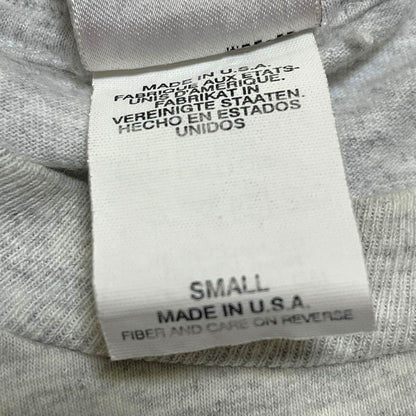 MADE IN U.S.A.
FABRIQUÉ AUX ETATS-
UNIE D'AMERIQUE.
FABRIKAT IN
VEREINIGTE STAATEN.
HECHO EN ESTADOS
UNIDOS
SMALL
MADE IN U.S.A.
FIBER AND CARE ON REVERSE